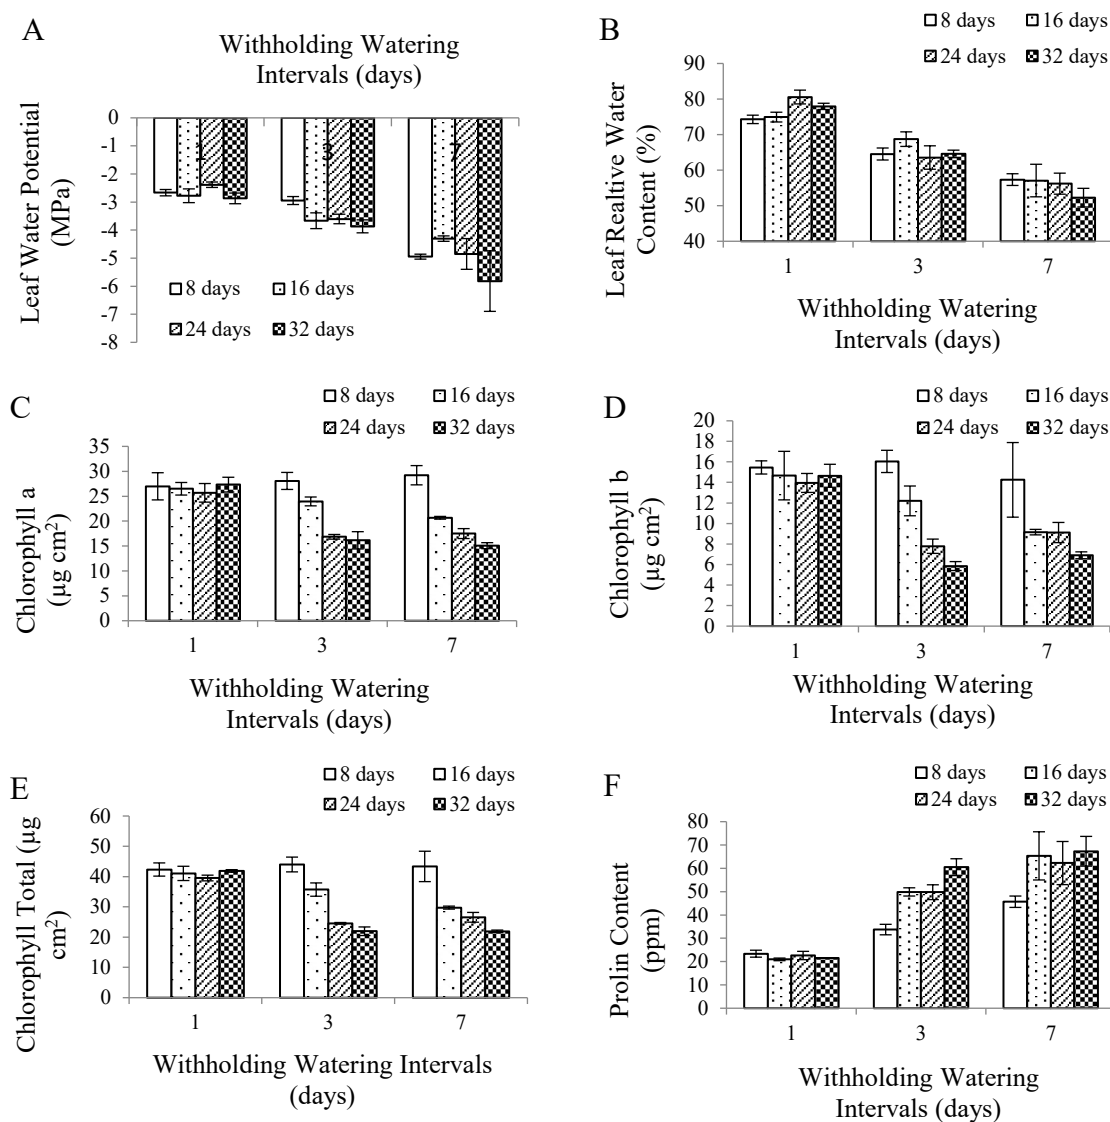 A
Withholding Watering
Intervals (days)
Leaf Water Potential
(MPa)
0
-1
-2
-3
-4
-5
-6
-7
-8
1
3
7
8 days
16 days
24 days
32 days
B
8 days
16 days
24 days
32 days
Leaf Realtive Water
Content (%)
90
80
70
60
50
40
1
3
7
Withholding Watering
Intervals (days)
C
8 days
16 days
24 days
32 days
Chlorophyll a
(µg cm²)
35
30
25
20
15
10
5
0
1
3
7
Withholding Watering
Intervals (days)
D
8 days
16 days
24 days
32 days
Chlorophyll b
(µg cm²)
20
18
16
14
12
10
8
6
4
2
0
1
3
7
Withholding Watering
Intervals (days)
E
8 days
16 days
24 days
32 days
Chlorophyll Total (µg
cm²)
60
50
40
30
20
10
0
1
3
7
Withholding Watering Intervals
(days)
F
8 days
16 days
24 days
32 days
Prolin Content
(ppm)
80
70
60
50
40
30
20
10
0
1
3
7
Withholding Watering
Intervals (days)